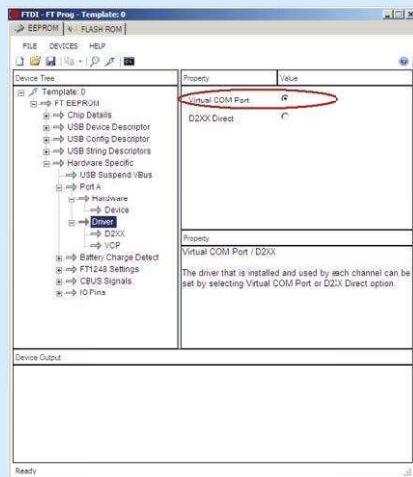 FTDI - FT Prog - Template: 0
EEPROM FLASH ROM
FILE DEVICES HELP
Device Tree
Template: 0
FT EEPROM
Chip Details
USB Device Descriptor
USB Config Descriptor
USB String Descriptors
Hardware Specific
USB Suspend VBus
Port A
Hardware
Device
Driver
D2XX
VCP
Battery Charge Detect
FT1248 Settings
CBUS Signals
IO Pins
Property Value
Virtual COM Port
D2XX Direct
Property
Virtual COM Port / D2XX
The driver that is installed and used by each channel can be
set by selecting Virtual COM Port or D2XX Direct option.
Device Output
Ready